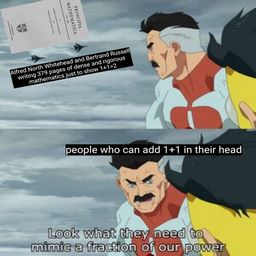 PRINCIPIA
MATHEMATICA
Alfred North Whitehead and Bertrand Russell
writing 379 pages of dense and rigorous
mathematics just to show 1+1=2
people who can add 1+1 in their head
Look what they need to
mimic a fraction of our power